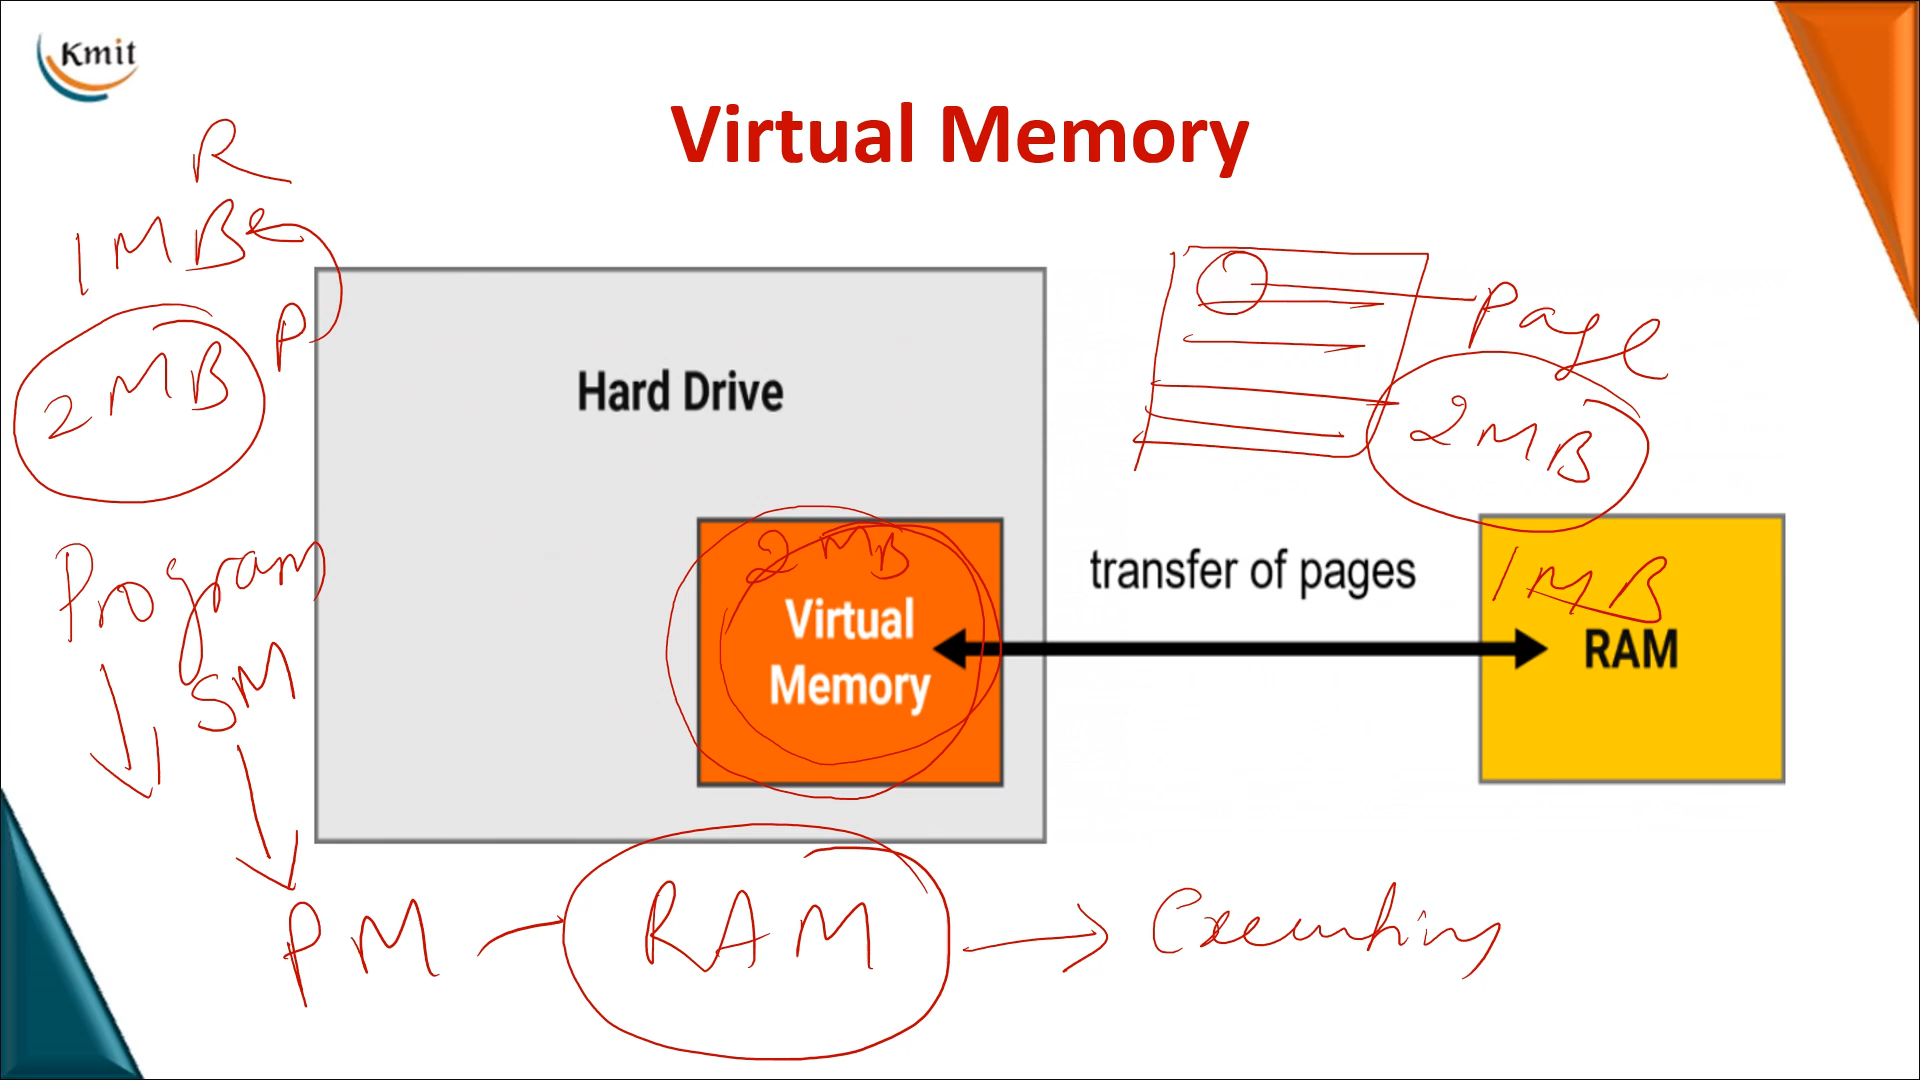 Kmit
Virtual Memory
R
1MB
2MB P
Hard Drive
Page
2MB
Program
SM
2MB
Virtual
Memory
transfer of pages
1MB
RAM
PM
RAM
Executing